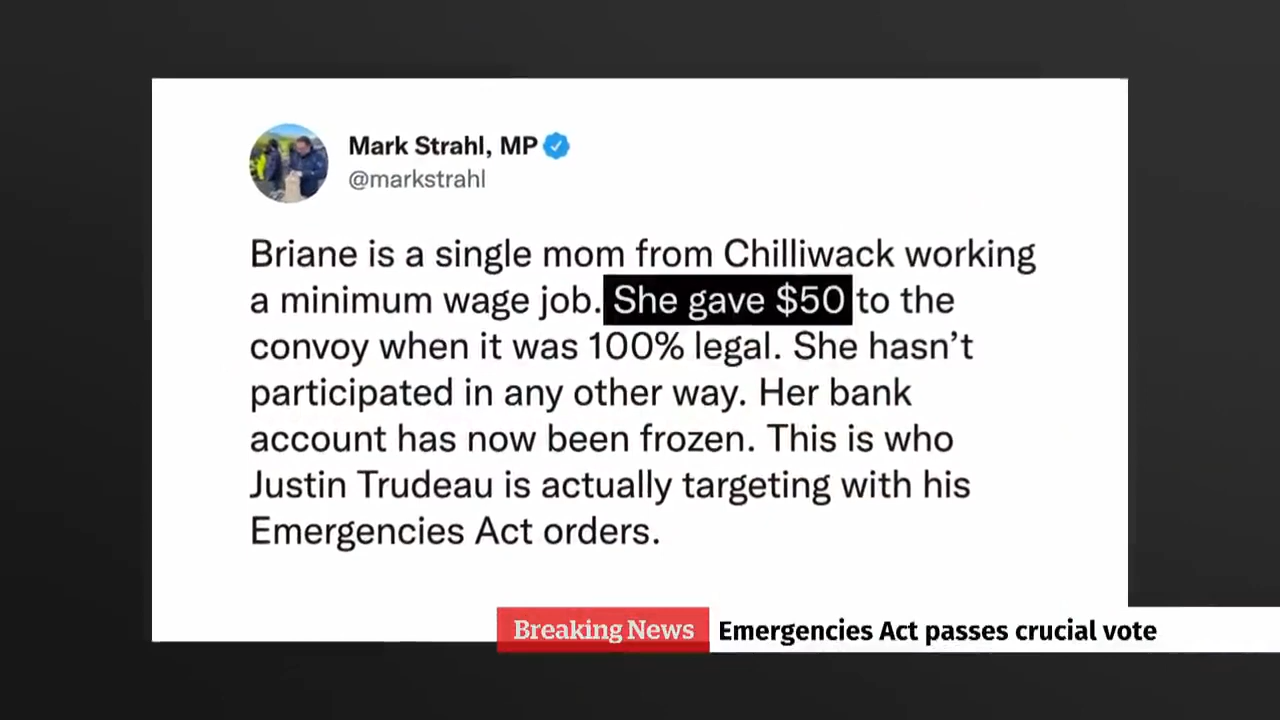 Mark Strahl, MP
@markstrahl
Briane is a single mom from Chilliwack working
a minimum wage job. She gave $50 to the
convoy when it was 100% legal. She hasn’t
participated in any other way. Her bank
account has now been frozen. This is who
Justin Trudeau is actually targeting with his
Emergencies Act orders.
Breaking News Emergencies Act passes crucial vote